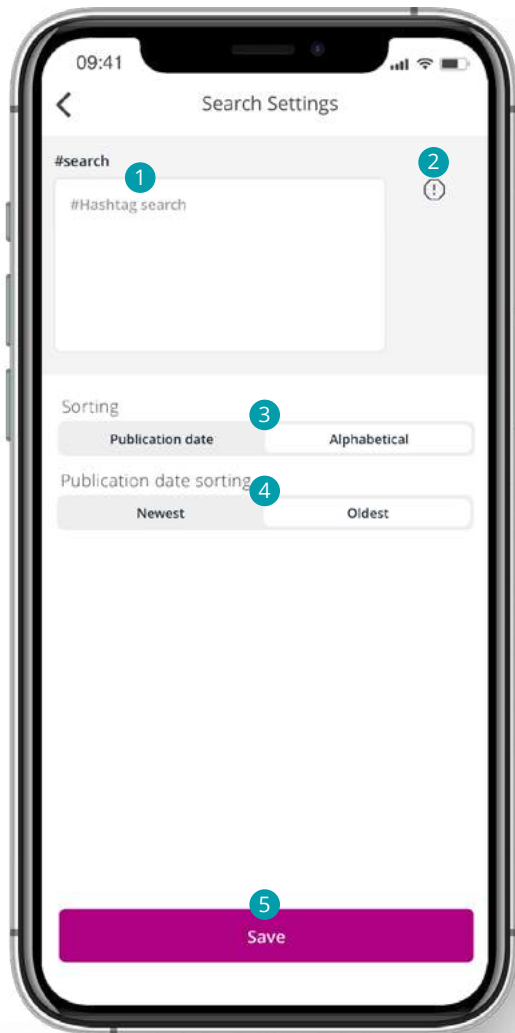 09:41
Search Settings
#search
1
2
#Hashtag search
Sorting
3
Publication date Alphabetical
Publication date sorting
4
Newest Oldest
5
Save